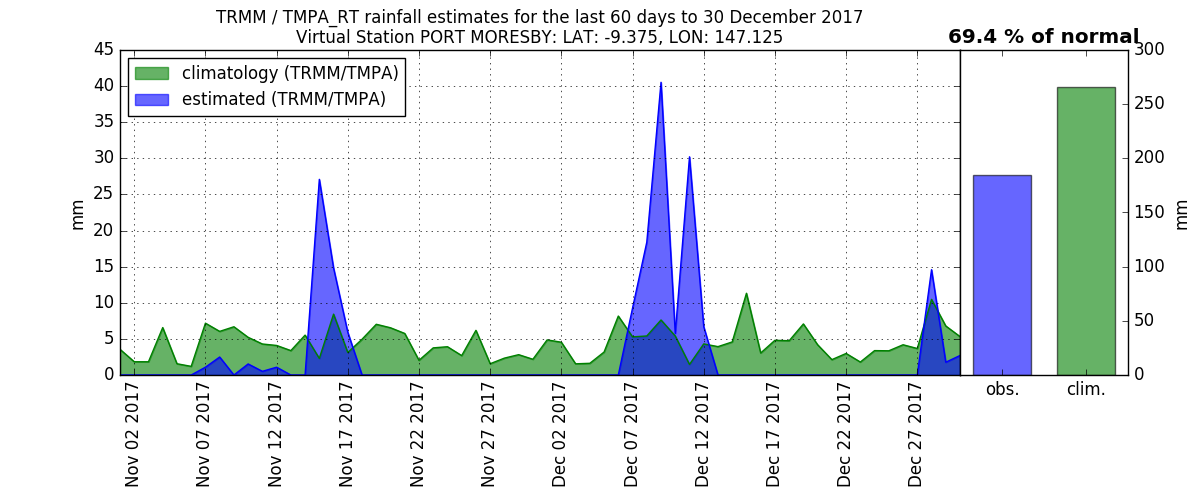 TRMM / TMPA_RT rainfall estimates for the last 60 days to 30 December 2017
Virtual Station PORT MORESBY: LAT: -9.375, LON: 147.125
69.4 % of normal
climatology (TRMM/TMPA)
estimated (TRMM/TMPA)
mm
45
40
35
30
25
20
15
10
5
0
Nov 02 2017
Nov 07 2017
Nov 12 2017
Nov 17 2017
Nov 22 2017
Nov 27 2017
Dec 02 2017
Dec 07 2017
Dec 12 2017
Dec 17 2017
Dec 22 2017
Dec 27 2017
300
250
200
150
100
50
0
mm
obs.
clim.